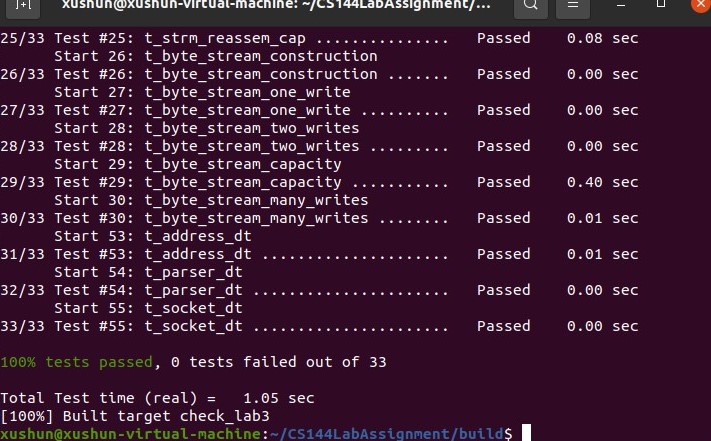 xushun@xushun-virtual-machine: ~/CS144LabAssignment/...
25/33 Test #25: t_strm_reassem_cap ...............   Passed    0.08 sec
      Start 26: t_byte_stream_construction
26/33 Test #26: t_byte_stream_construction .......   Passed    0.00 sec
      Start 27: t_byte_stream_one_write
27/33 Test #27: t_byte_stream_one_write ..........   Passed    0.00 sec
      Start 28: t_byte_stream_two_writes
28/33 Test #28: t_byte_stream_two_writes .........   Passed    0.00 sec
      Start 29: t_byte_stream_capacity
29/33 Test #29: t_byte_stream_capacity ...........   Passed    0.40 sec
      Start 30: t_byte_stream_many_writes
30/33 Test #30: t_byte_stream_many_writes ........   Passed    0.01 sec
      Start 53: t_address_dt
31/33 Test #53: t_address_dt .....................   Passed    0.01 sec
      Start 54: t_parser_dt
32/33 Test #54: t_parser_dt ......................   Passed    0.00 sec
      Start 55: t_socket_dt
33/33 Test #55: t_socket_dt ......................   Passed    0.00 sec
100% tests passed, 0 tests failed out of 33
Total Test time (real) =   1.05 sec
[100%] Built target check_lab3
xushun@xushun-virtual-machine:~/CS144LabAssignment/build$